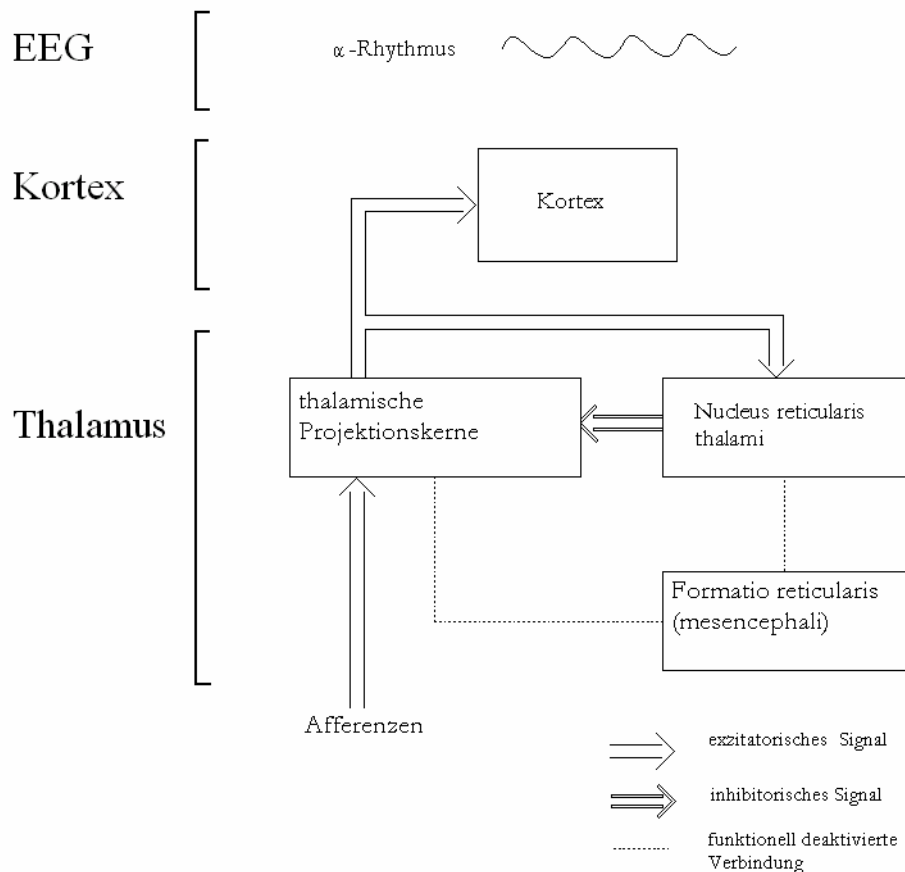 EEG
α-Rhythmus
Kortex
Kortex
Thalamus
thalamische
Projektionskerne
Nucleus reticularis
thalami
Formatio reticularis
(mesencephali)
Afferenzen
exzitatorisches Signal
inhibitorisches Signal
funktionell deaktivierte
Verbindung